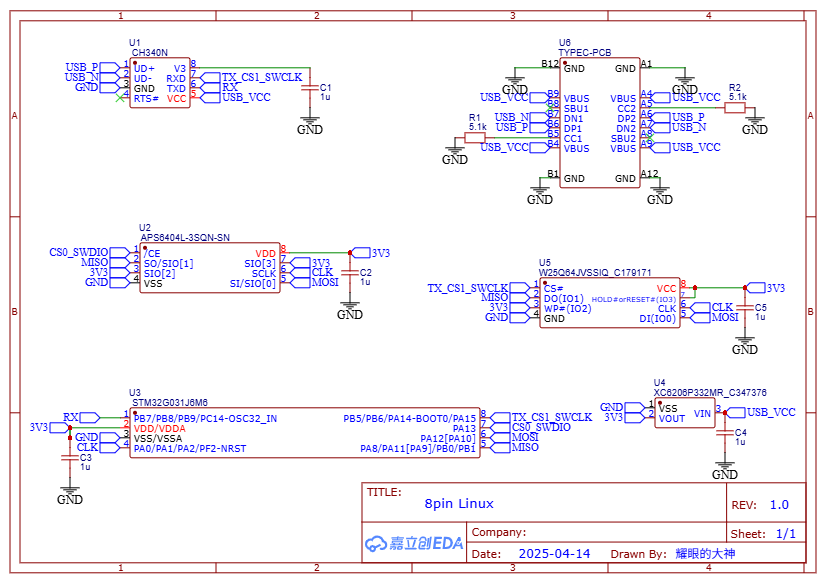 1 2 3 4
A A
B B
U1
CH340N
USB_P 1 UD+ V3 8
USB_N 2 UD- RXD 7 TX_CS1_SWCLK
GND 3 GND TXD 6 RX
4 RTS# VCC 5 USB_VCC
C1
1u
GND
U6
TYPEC-PCB
B12 GND GND A1
GND GND
USB_VCC B9 VBUS VBUS A4 USB_VCC
B8 SBU1 CC2 A5
USB_N B7 DN1 DP2 A6 USB_P
USB_P B6 DP1 DN2 A7 USB_N
B5 CC1 SBU2 A8
USB_VCC B4 VBUS VBUS A9 USB_VCC
B1 GND GND A12
GND GND
R1
5.1k
GND
R2
5.1k
GND
U2
APS6404L-3SQN-SN
CS0_SWDIO 1 /CE VDD 8 3V3
MISO 2 SO/SIO[1] SIO[3] 7 3V3
3V3 3 SIO[2] SCLK 6 CLK
GND 4 VSS SI/SIO[0] 5 MOSI
C2
1u
GND
U5
W25Q64JVSSIQ_C179171
TX_CS1_SWCLK 1 CS# VCC 8 3V3
MISO 2 DO(IO1) HOLD#orRESET#(IO3) 7
3V3 3 WP#(IO2) CLK 6 CLK
GND 4 GND DI(IO0) 5 MOSI
C5
1u
GND
U3
STM32G031J6M6
RX 1 PB7/PB8/PB9/PC14-OSC32_IN PB5/PB6/PA14-BOOT0/PA15 8 TX_CS1_SWCLK
3V3 2 VDD/VDDA PA13 7 CS0_SWDIO
GND 3 VSS/VSSA PA12[PA10] 6 MOSI
CLK 4 PA0/PA1/PA2/PF2-NRST PA8/PA11[PA9]/PB0/PB1 5 MISO
C3
1u
GND
U4
XC6206P332MR_C347376
GND 1 VSS VIN 3 USB_VCC
3V3 2 VOUT
C4
1u
GND
TITLE:
8pin Linux
REV: 1.0
嘉立创EDA
Company:
Sheet: 1/1
Date: 2025-04-14 Drawn By: 耀眼的大神
1 2 3 4